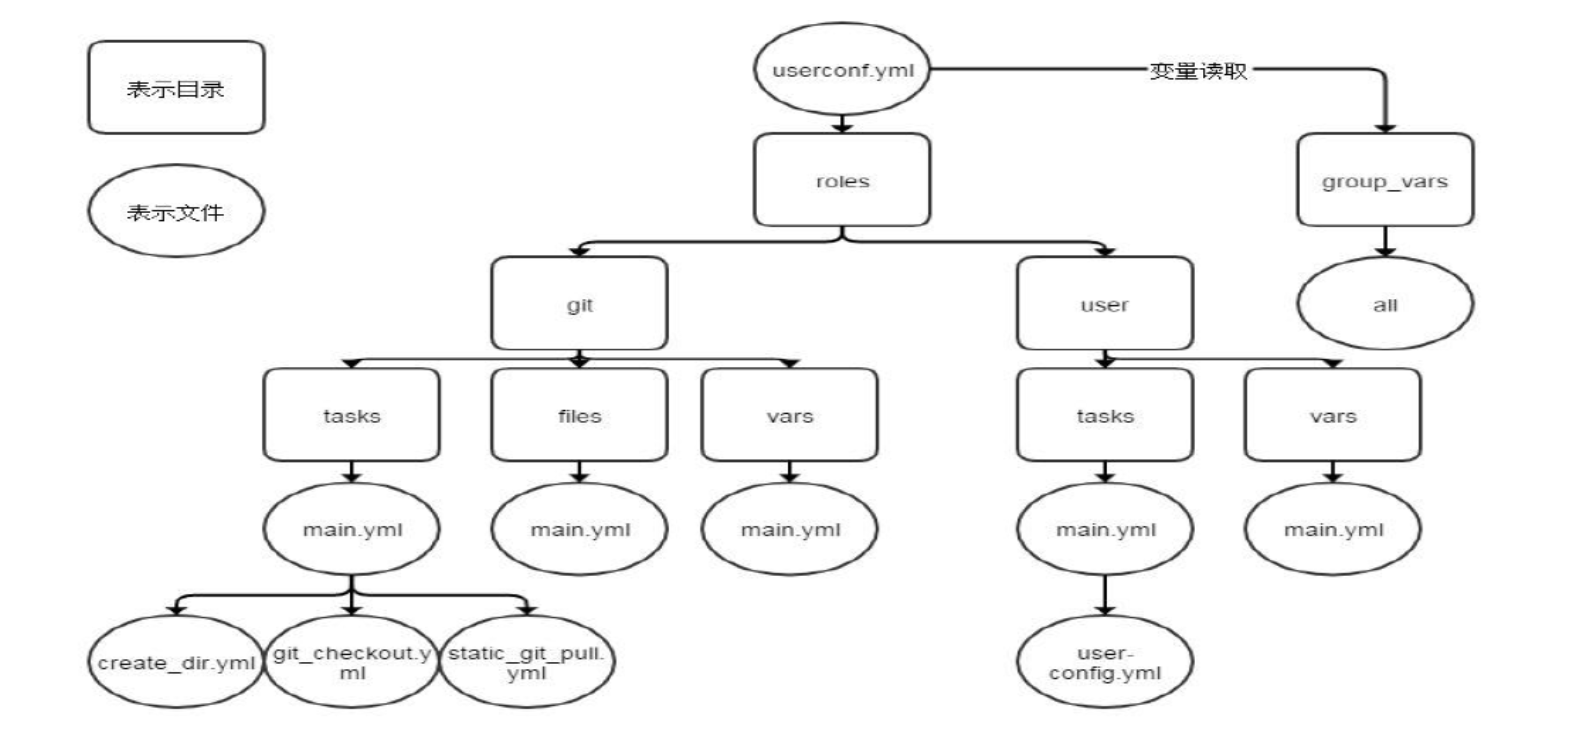 表示目录
表示文件
userconf.yml
变量读取
roles
group_vars
git
user
all
tasks
files
vars
tasks
vars
main.yml
main.yml
main.yml
main.yml
main.yml
create_dir.yml
git_checkout.y
ml
static_git_pull.
yml
user-
config.yml